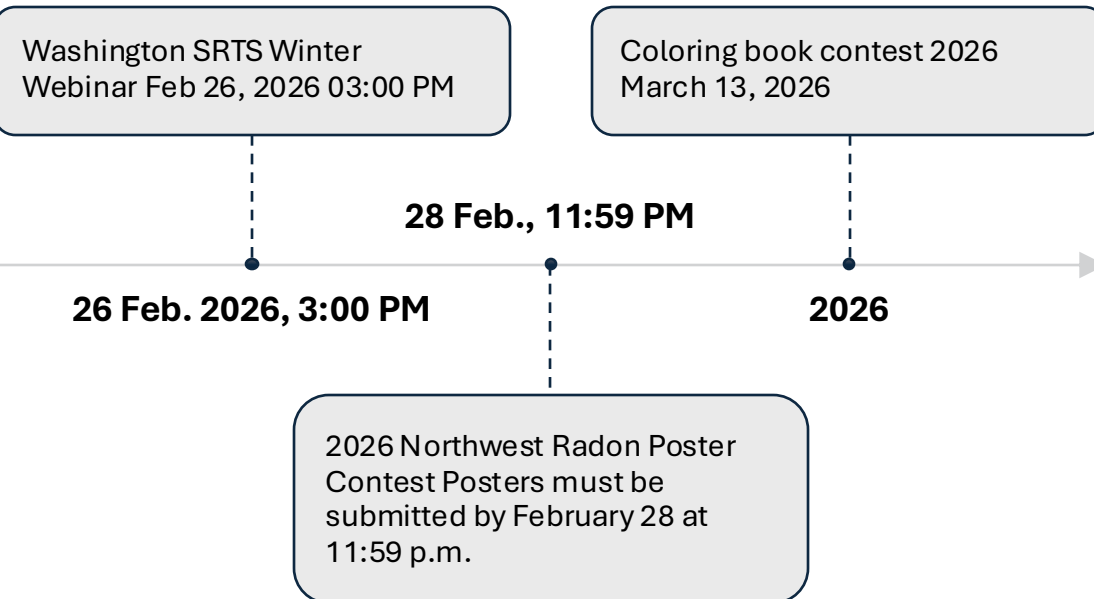 Washington SRTS Winter
Webinar Feb 26, 2026 03:00 PM
Coloring book contest 2026
March 13, 2026
28 Feb., 11:59 PM
26 Feb. 2026, 3:00 PM
2026
2026 Northwest Radon Poster
Contest Posters must be
submitted by February 28 at
11:59 p.m.